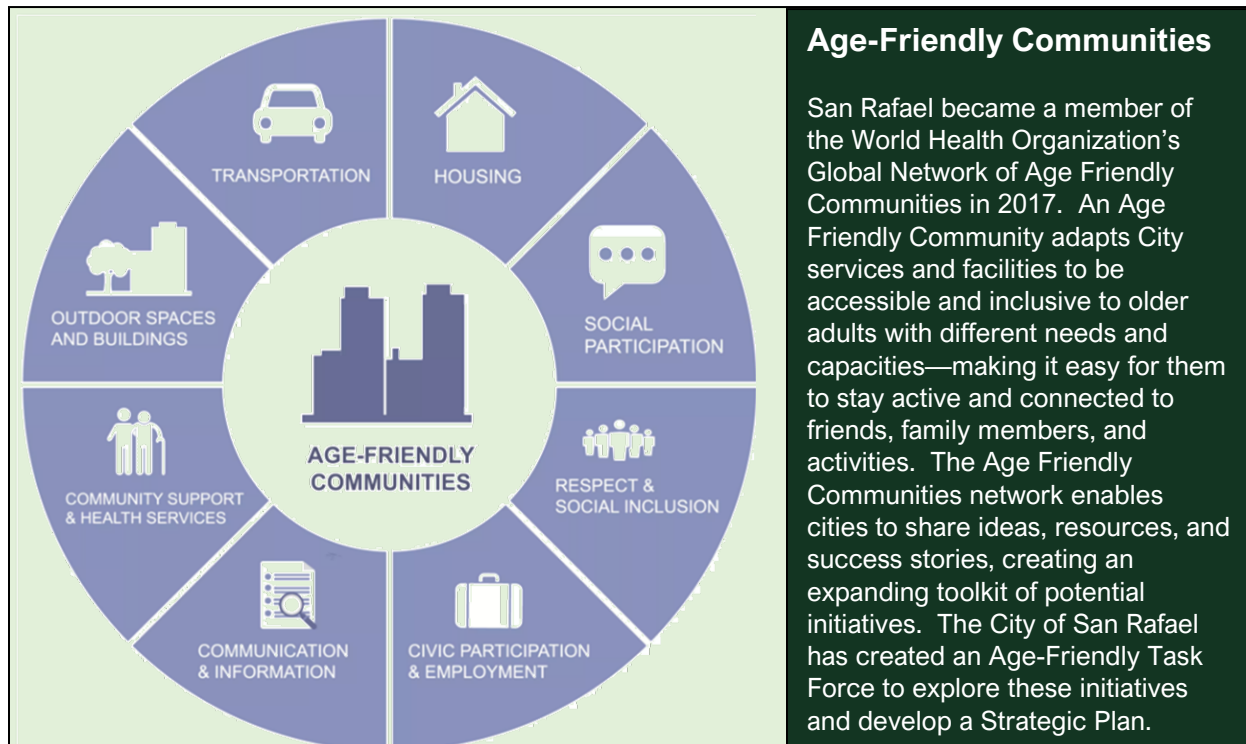 TRANSPORTATION
HOUSING
OUTDOOR SPACES
AND BUILDINGS
SOCIAL
PARTICIPATION
COMMUNITY SUPPORT
& HEALTH SERVICES
AGE-FRIENDLY
COMMUNITIES
RESPECT &
SOCIAL INCLUSION
COMMUNICATION
& INFORMATION
CIVIC PARTICIPATION
& EMPLOYMENT
Age-Friendly Communities
San Rafael became a member of
the World Health Organization’s
Global Network of Age Friendly
Communities in 2017.  An Age
Friendly Community adapts City
services and facilities to be
accessible and inclusive to older
adults with different needs and
capacities—making it easy for them
to stay active and connected to
friends, family members, and
activities.  The Age Friendly
Communities network enables
cities to share ideas, resources, and
success stories, creating an
expanding toolkit of potential
initiatives.  The City of San Rafael
has created an Age-Friendly Task
Force to explore these initiatives
and develop a Strategic Plan.